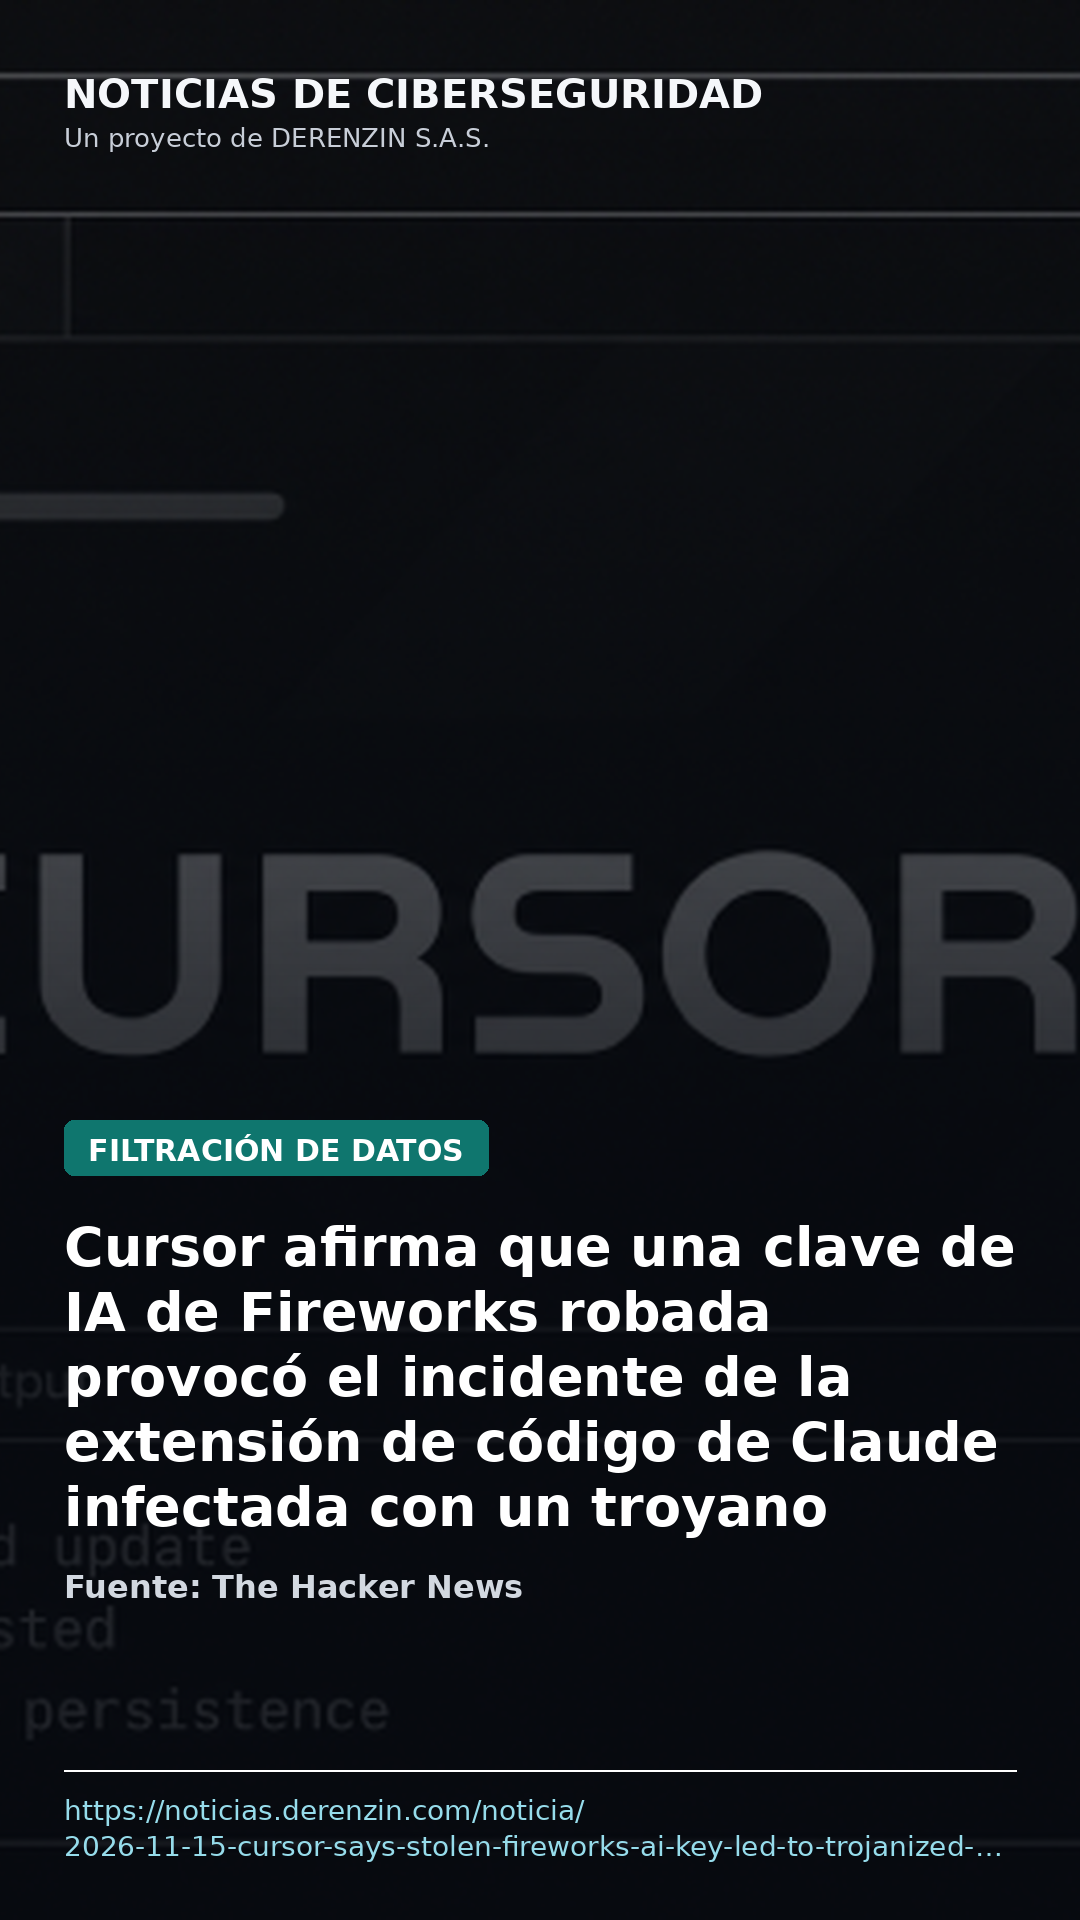 NOTICIAS DE CIBERSEGURIDAD
Un proyecto de DERENZIN S.A.S.
CURSOR
FILTRACIÓN DE DATOS
Cursor afirma que una clave de
IA de Fireworks robada
provocó el incidente de la
extensión de código de Claude
infectada con un troyano
update
Fuente: The Hacker News
persistence
https://noticias.derenzin.com/noticia/
2026-11-15-cursor-says-stolen-fireworks-ai-key-led-to-trojanized-…